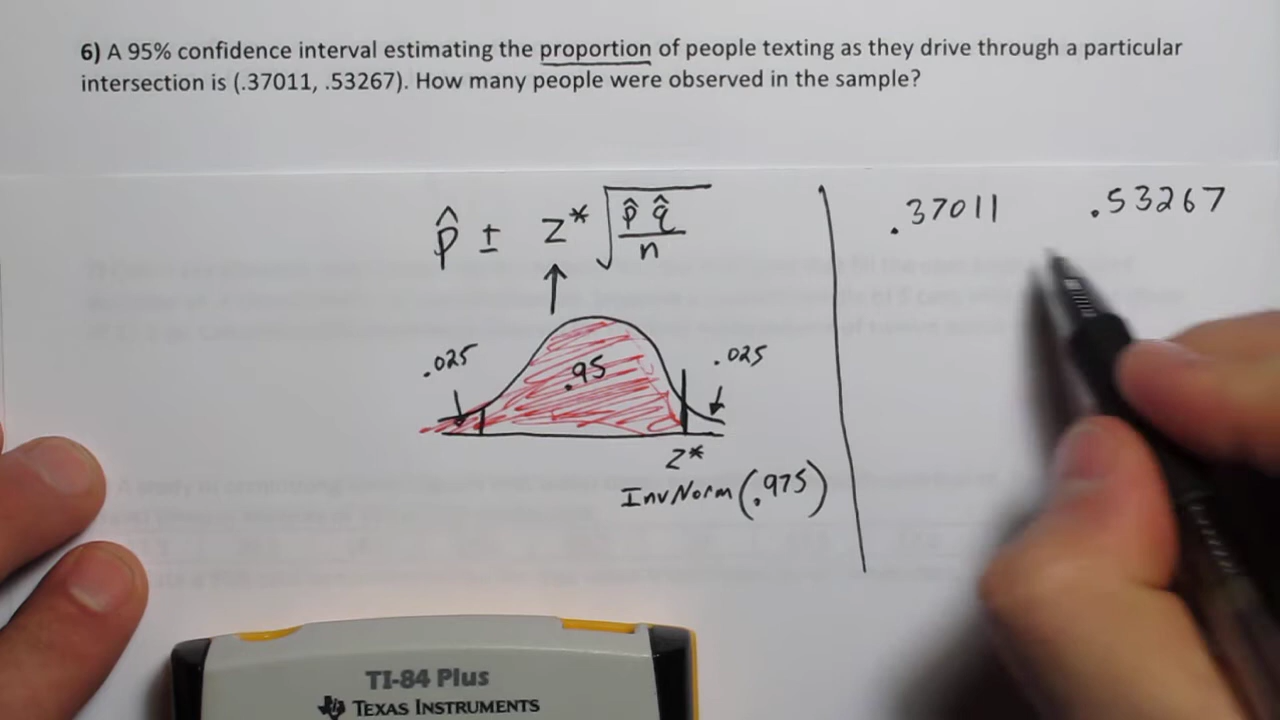 6) A 95% confidence interval estimating the proportion of people texting as they drive through a particular
intersection is (.37011, .53267). How many people were observed in the sample?
p̂ ± z* √(p̂ q̂ / n)
.37011 .53267
.025 .95 .025
z*
InvNorm(.975)
TI-84 Plus
TEXAS INSTRUMENTS